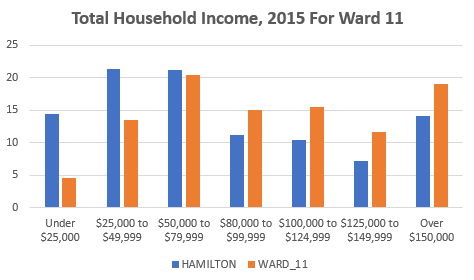 Total Household Income, 2015 For Ward 11
25
20
15
10
5
0
Under $25,000
$25,000 to $49,999
$50,000 to $79,999
$80,000 to $99,999
$100,000 to $124,999
$125,000 to $149,999
Over $150,000
HAMILTON
WARD_11